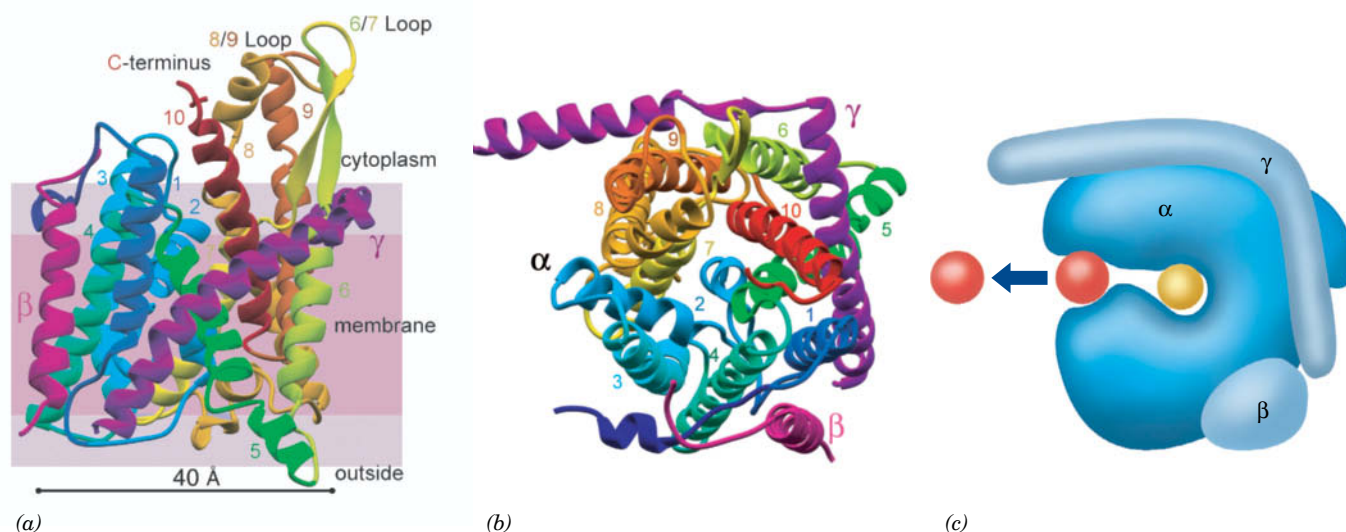 6/7 Loop
8/9 Loop
C-terminus
10
9
8
cytoplasm
3
1
2
4
γ
7
β
6
membrane
5
outside
40 Å
(a)
γ
9
6
10
5
8
7
α
2
1
4
3
β
(b)
γ
α
β
(c)